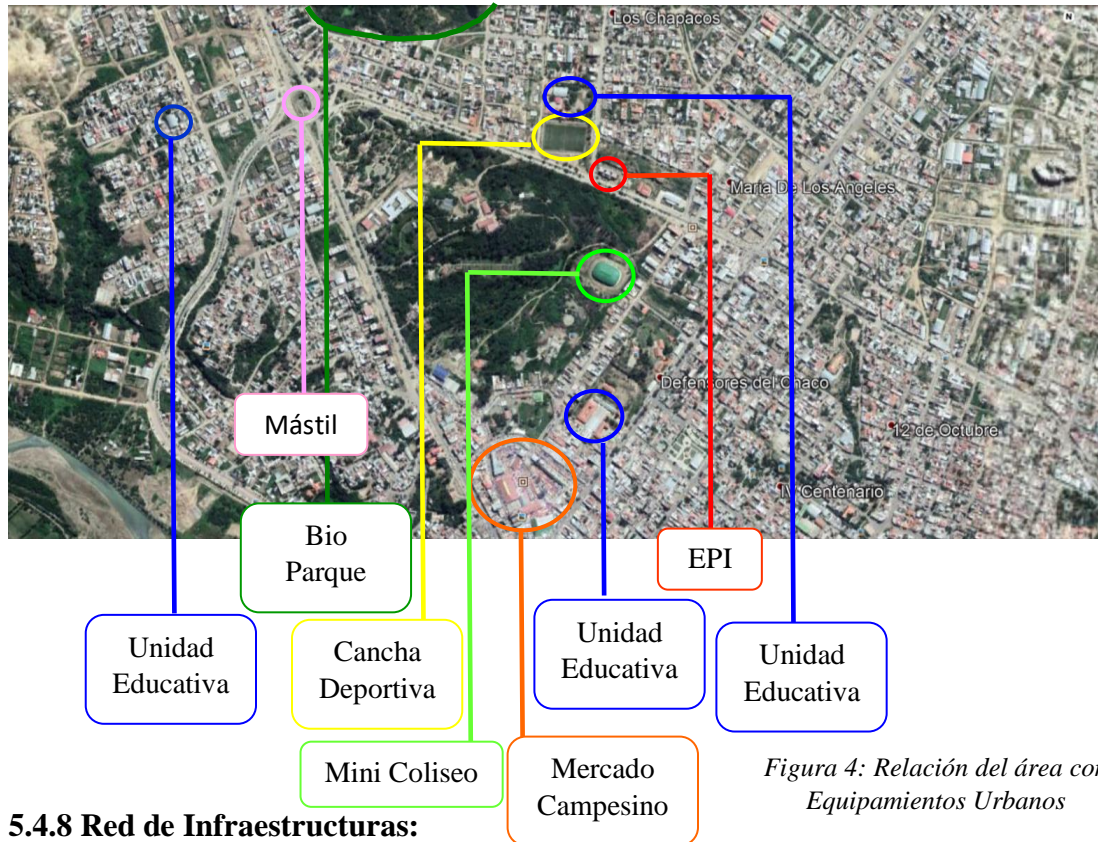 Los Chapacos
N
María De Los Angeles
Defensores del Chaco
12 de Octubre
IV Centenario
Mástil
Bio
Parque
EPI
Unidad
Educativa
Cancha
Deportiva
Unidad
Educativa
Unidad
Educativa
Mini Coliseo
Mercado
Campesino
Figura 4: Relación del área con
Equipamientos Urbanos
5.4.8 Red de Infraestructuras: